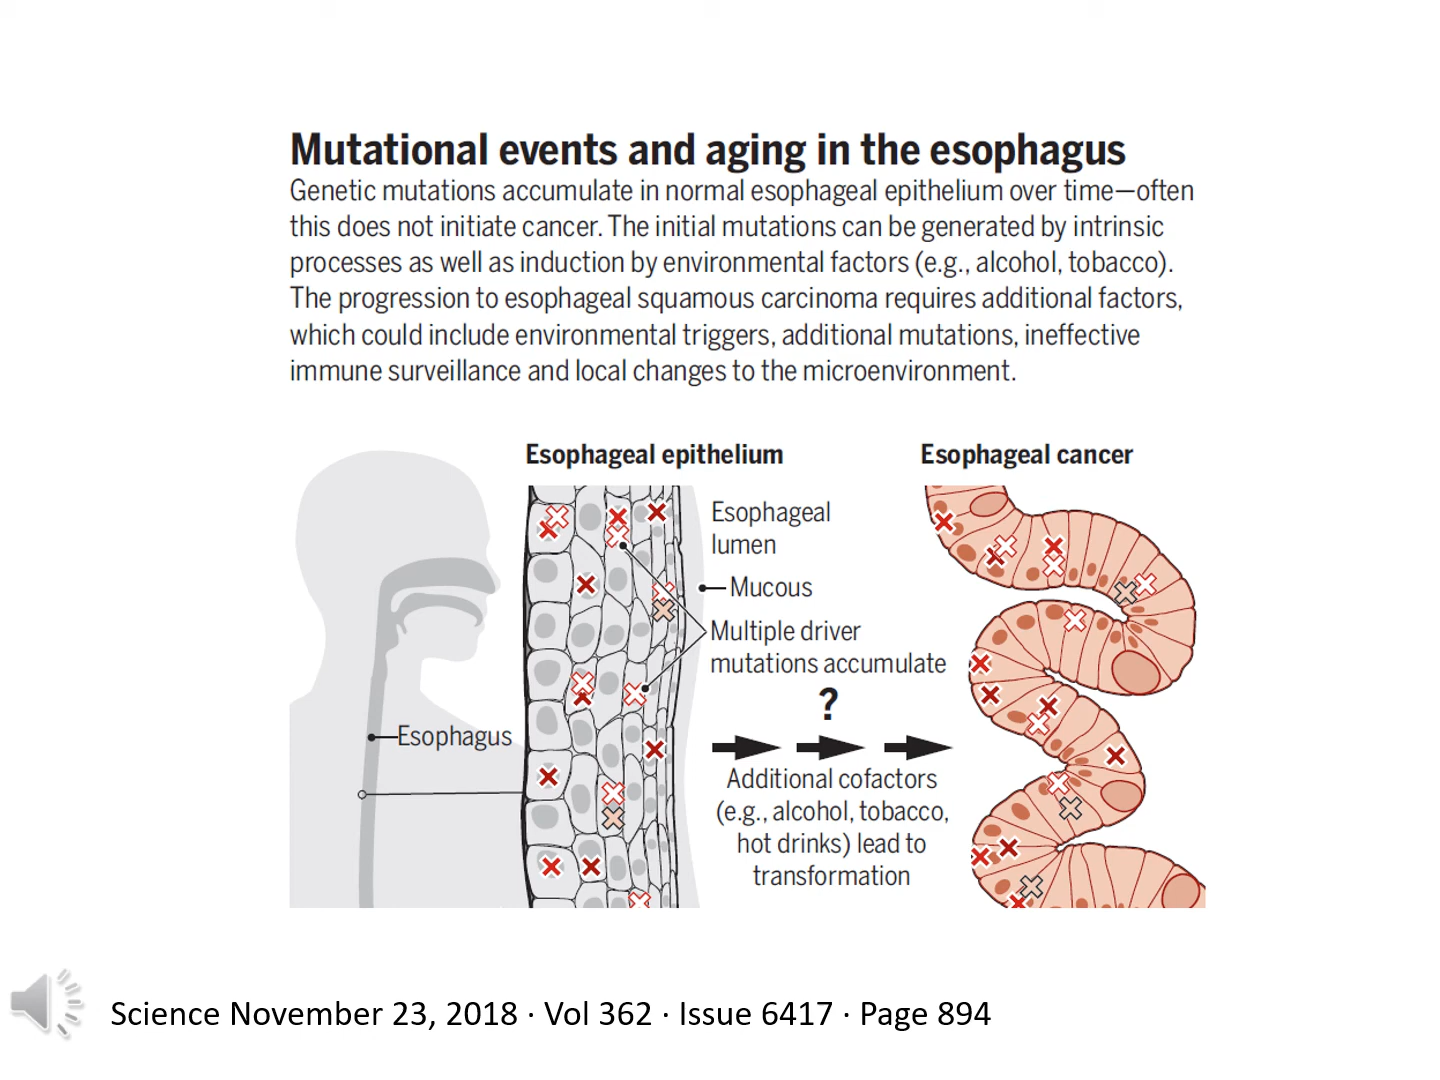 Mutational events and aging in the esophagus
Genetic mutations accumulate in normal esophageal epithelium over time—often
this does not initiate cancer. The initial mutations can be generated by intrinsic
processes as well as induction by environmental factors (e.g., alcohol, tobacco).
The progression to esophageal squamous carcinoma requires additional factors,
which could include environmental triggers, additional mutations, ineffective
immune surveillance and local changes to the microenvironment.
Esophageal epithelium
Esophageal cancer
Esophageal
lumen
Mucous
Multiple driver
mutations accumulate
?
Esophagus
Additional cofactors
(e.g., alcohol, tobacco,
hot drinks) lead to
transformation
Science November 23, 2018 · Vol 362 · Issue 6417 · Page 894